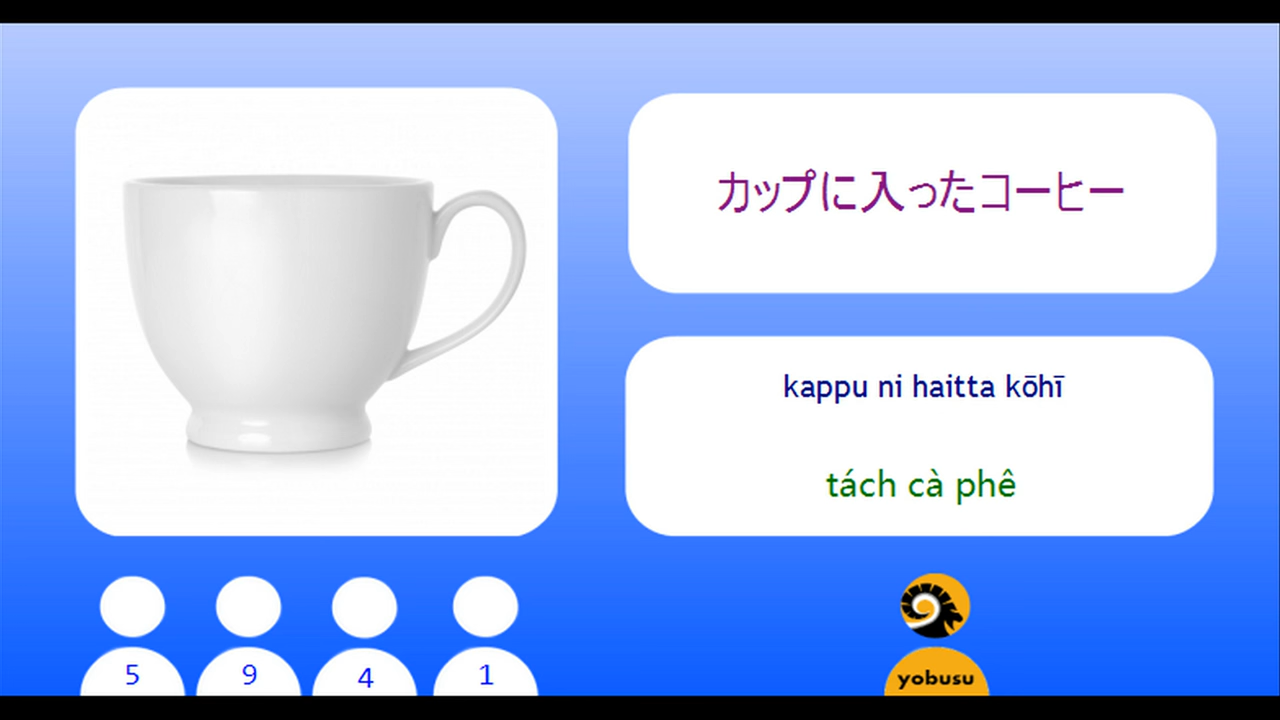 カップに入ったコーヒー
kappu ni haitta kōhī
tách cà phê
5 9 4 1
yobusu